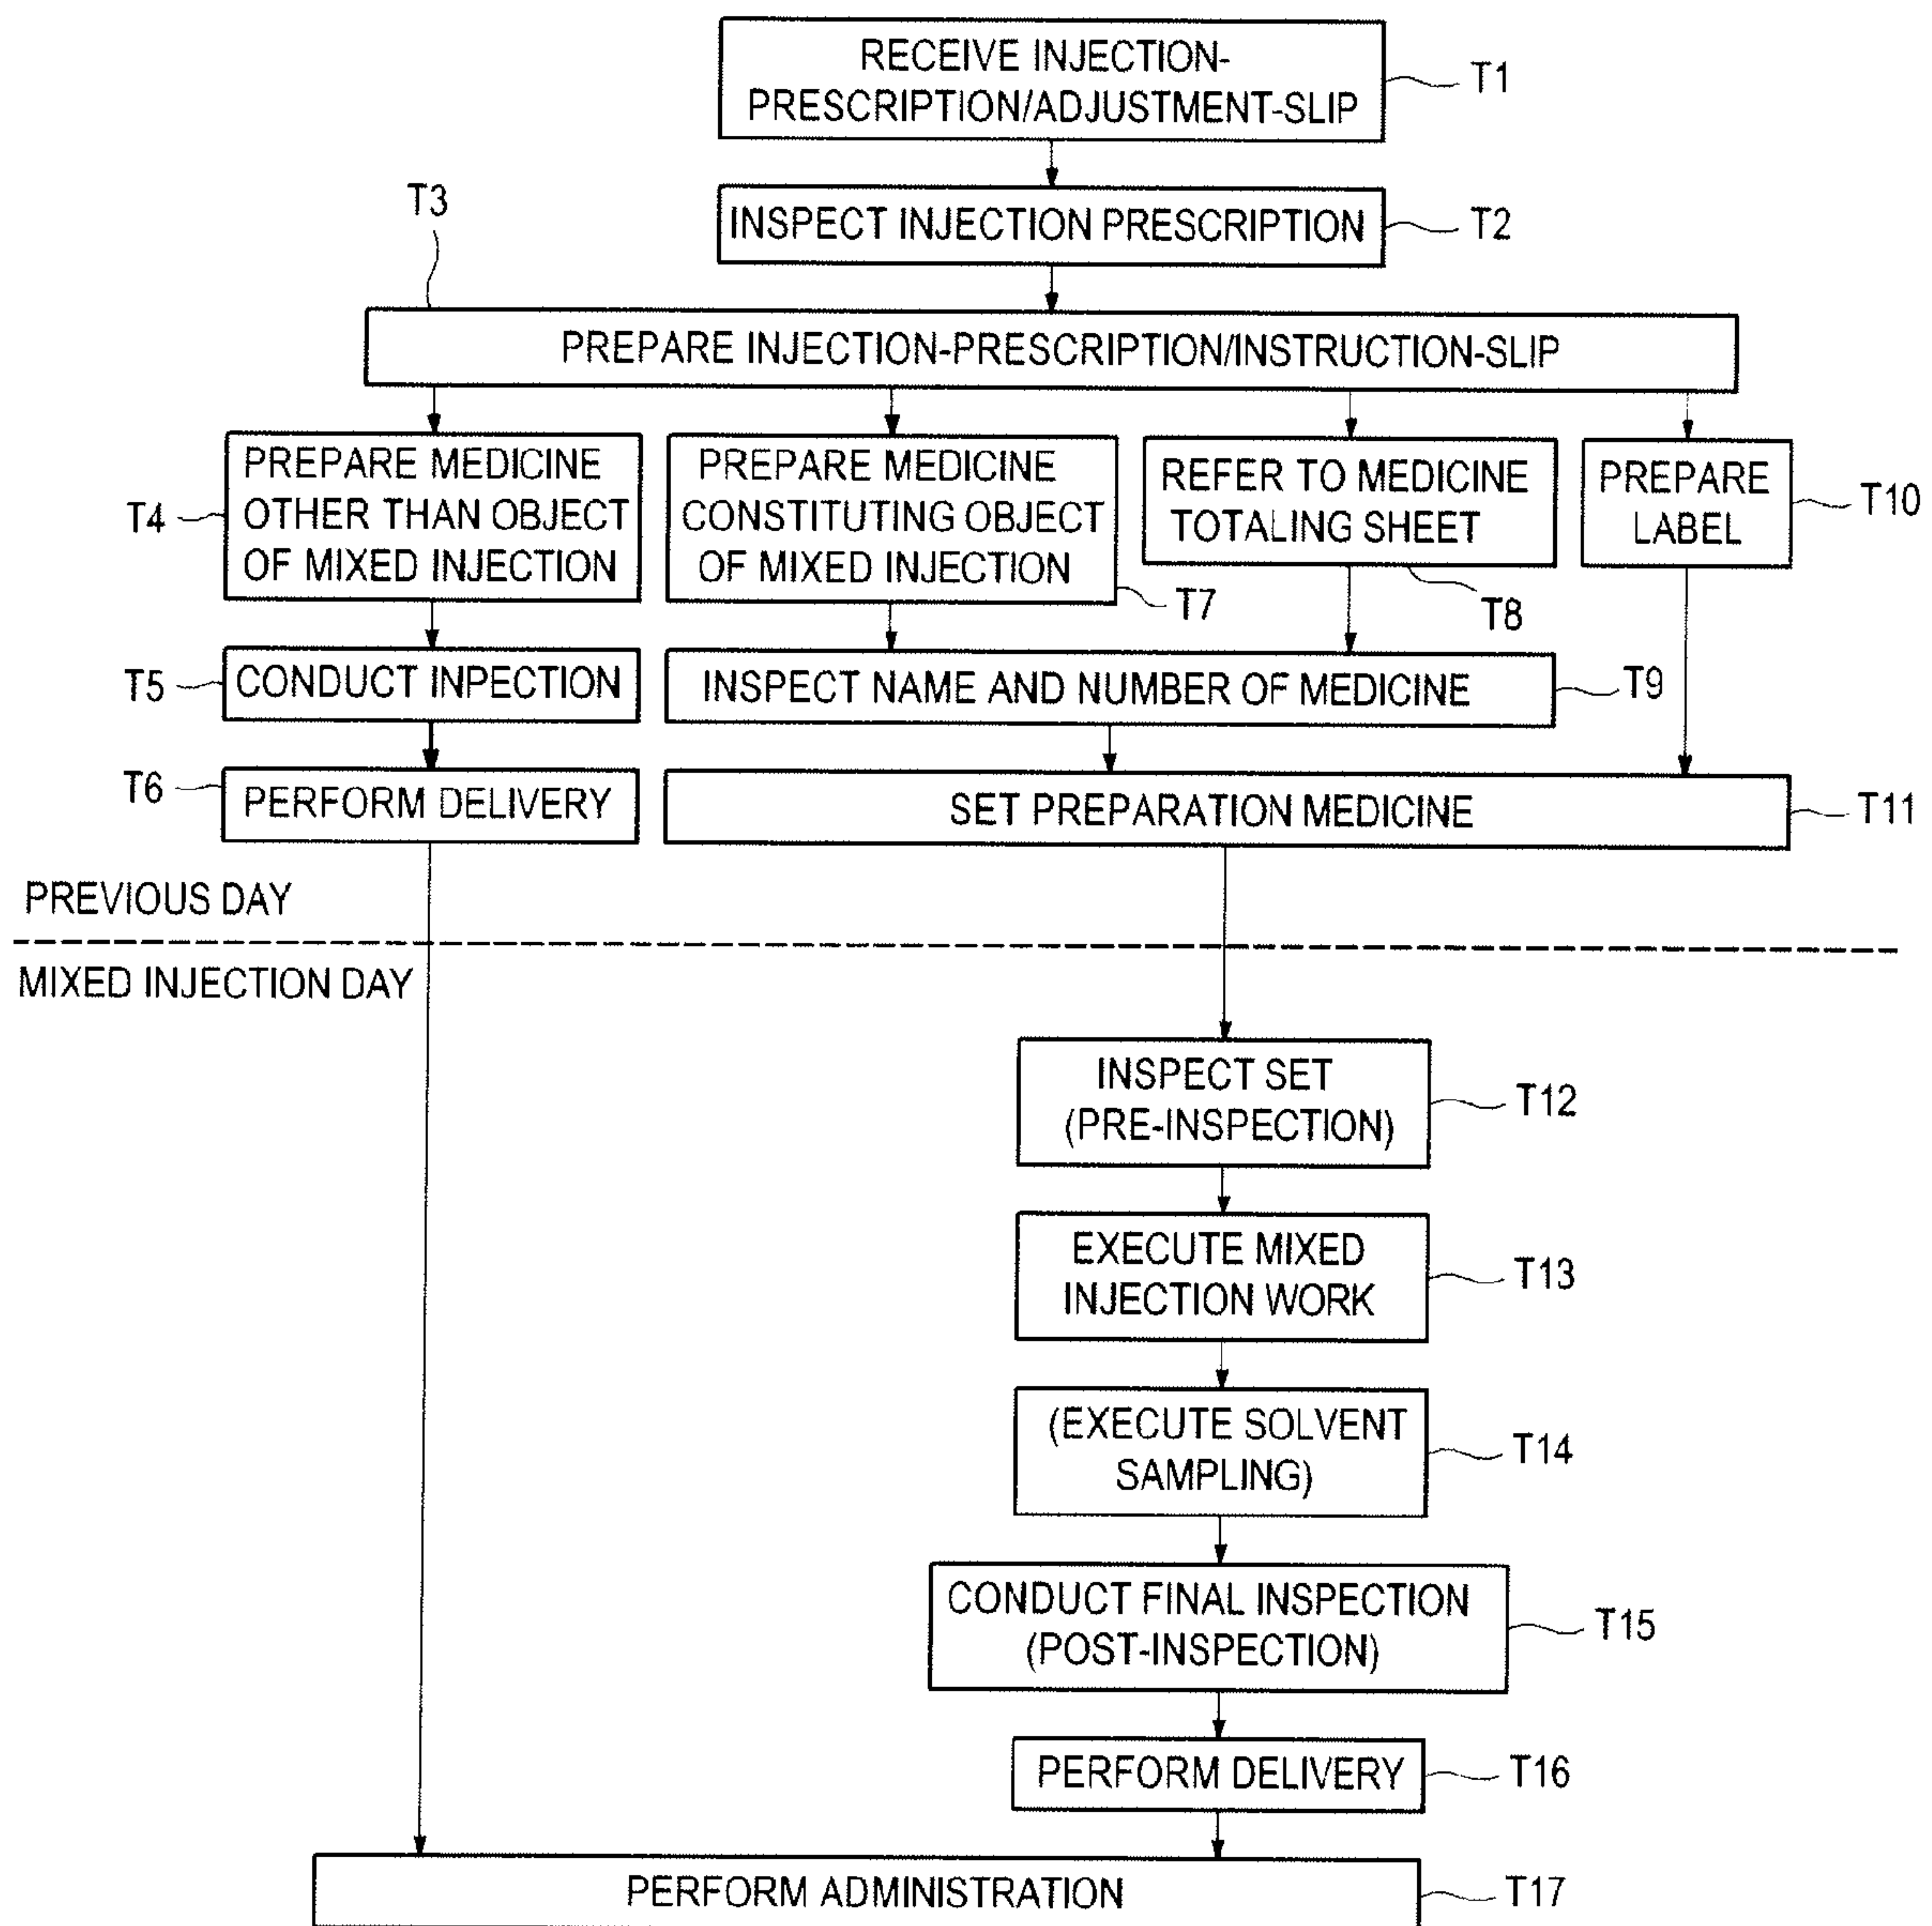 RECEIVE INJECTION-
PRESCRIPTION/ADJUSTMENT-SLIP
T1
INSPECT INJECTION PRESCRIPTION
T2
T3
PREPARE INJECTION-PRESCRIPTION/INSTRUCTION-SLIP
T4
PREPARE MEDICINE
OTHER THAN OBJECT
OF MIXED INJECTION
PREPARE MEDICINE
CONSTITUTING OBJECT
OF MIXED INJECTION
T7
REFER TO MEDICINE
TOTALING SHEET
T8
PREPARE
LABEL
T10
T5
CONDUCT INPECTION
INSPECT NAME AND NUMBER OF MEDICINE
T9
T6
PERFORM DELIVERY
SET PREPARATION MEDICINE
T11
PREVIOUS DAY
MIXED INJECTION DAY
INSPECT SET
(PRE-INSPECTION)
T12
EXECUTE MIXED
INJECTION WORK
T13
(EXECUTE SOLVENT
SAMPLING)
T14
CONDUCT FINAL INSPECTION
(POST-INSPECTION)
T15
PERFORM DELIVERY
T16
PERFORM ADMINISTRATION
T17